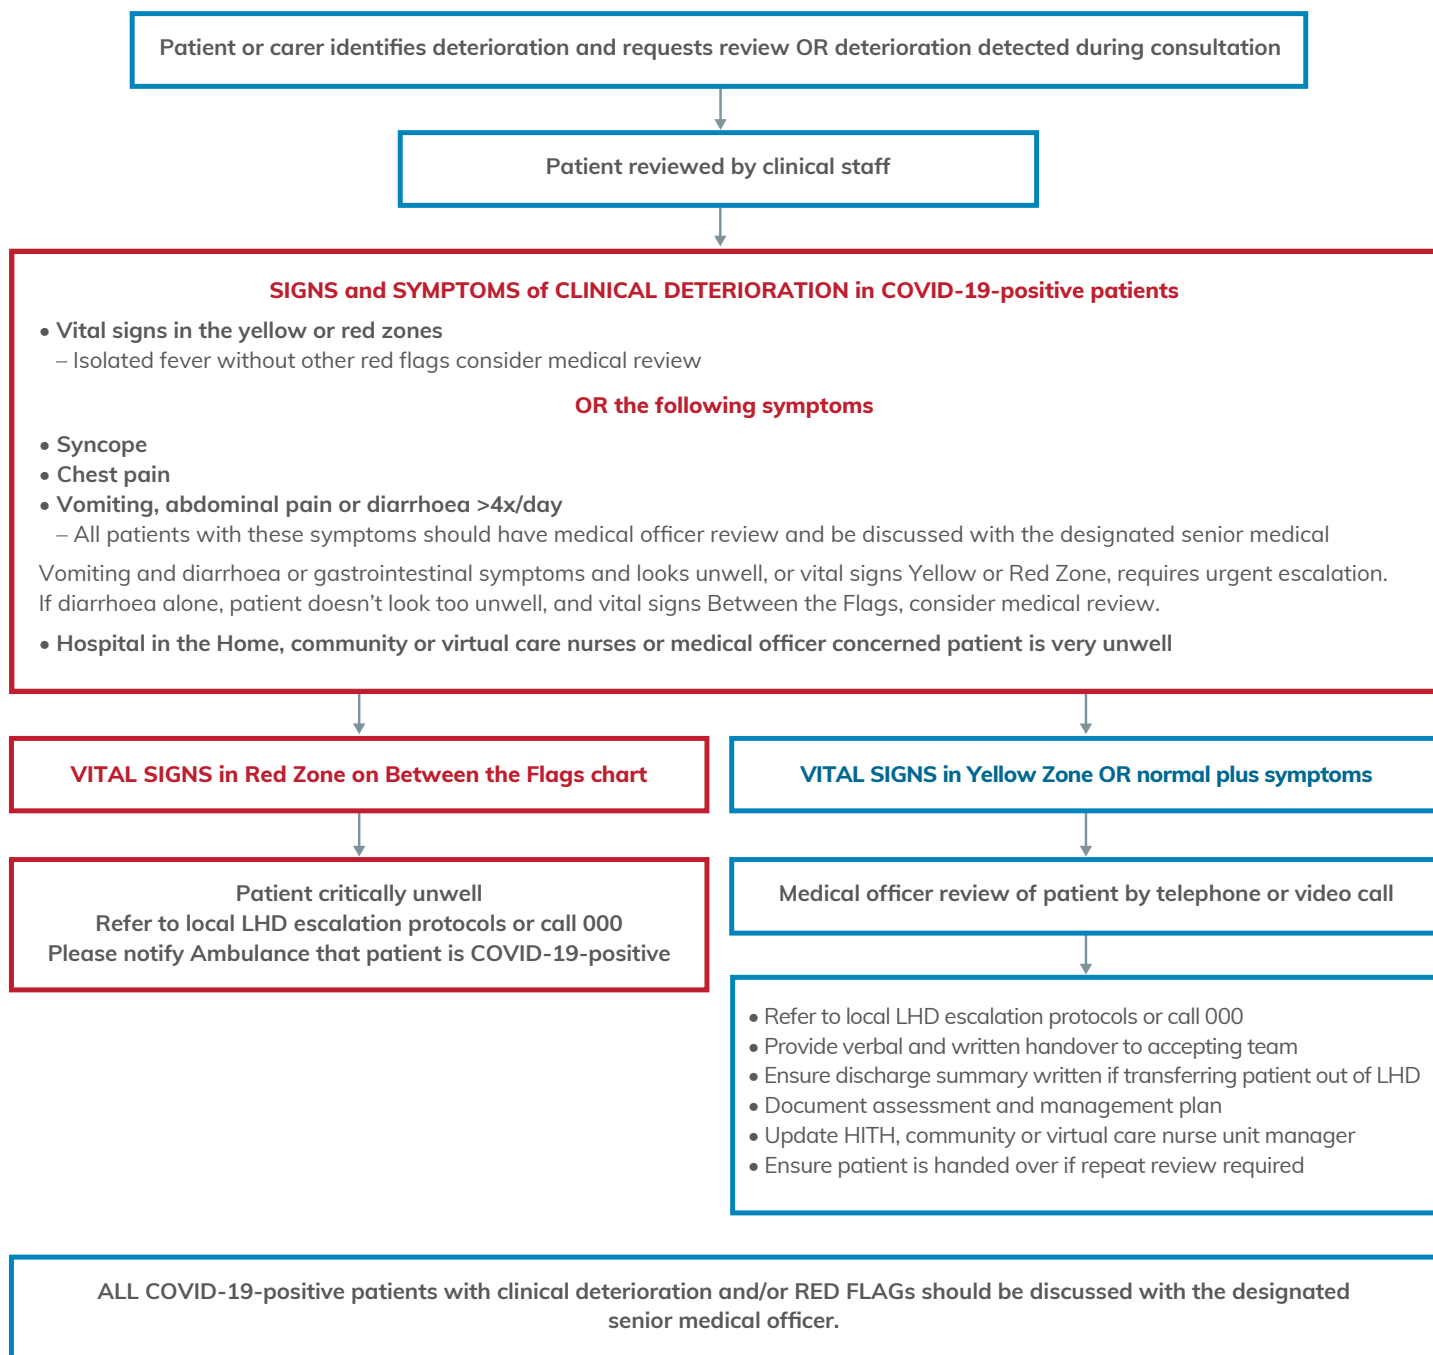 Patient or carer identifies deterioration and requests review OR deterioration detected during consultation
Patient reviewed by clinical staff
SIGNS and SYMPTOMS of CLINICAL DETERIORATION in COVID-19-positive patients
• Vital signs in the yellow or red zones
– Isolated fever without other red flags consider medical review
OR the following symptoms
• Syncope
• Chest pain
• Vomiting, abdominal pain or diarrhoea >4x/day
– All patients with these symptoms should have medical officer review and be discussed with the designated senior medical
Vomiting and diarrhoea or gastrointestinal symptoms and looks unwell, or vital signs Yellow or Red Zone, requires urgent escalation.
If diarrhoea alone, patient doesn’t look too unwell, and vital signs Between the Flags, consider medical review.
• Hospital in the Home, community or virtual care nurses or medical officer concerned patient is very unwell
VITAL SIGNS in Red Zone on Between the Flags chart
Patient critically unwell
Refer to local LHD escalation protocols or call 000
Please notify Ambulance that patient is COVID-19-positive
VITAL SIGNS in Yellow Zone OR normal plus symptoms
Medical officer review of patient by telephone or video call
• Refer to local LHD escalation protocols or call 000
• Provide verbal and written handover to accepting team
• Ensure discharge summary written if transferring patient out of LHD
• Document assessment and management plan
• Update HITH, community or virtual care nurse unit manager
• Ensure patient is handed over if repeat review required
ALL COVID-19-positive patients with clinical deterioration and/or RED FLAGs should be discussed with the designated
senior medical officer.